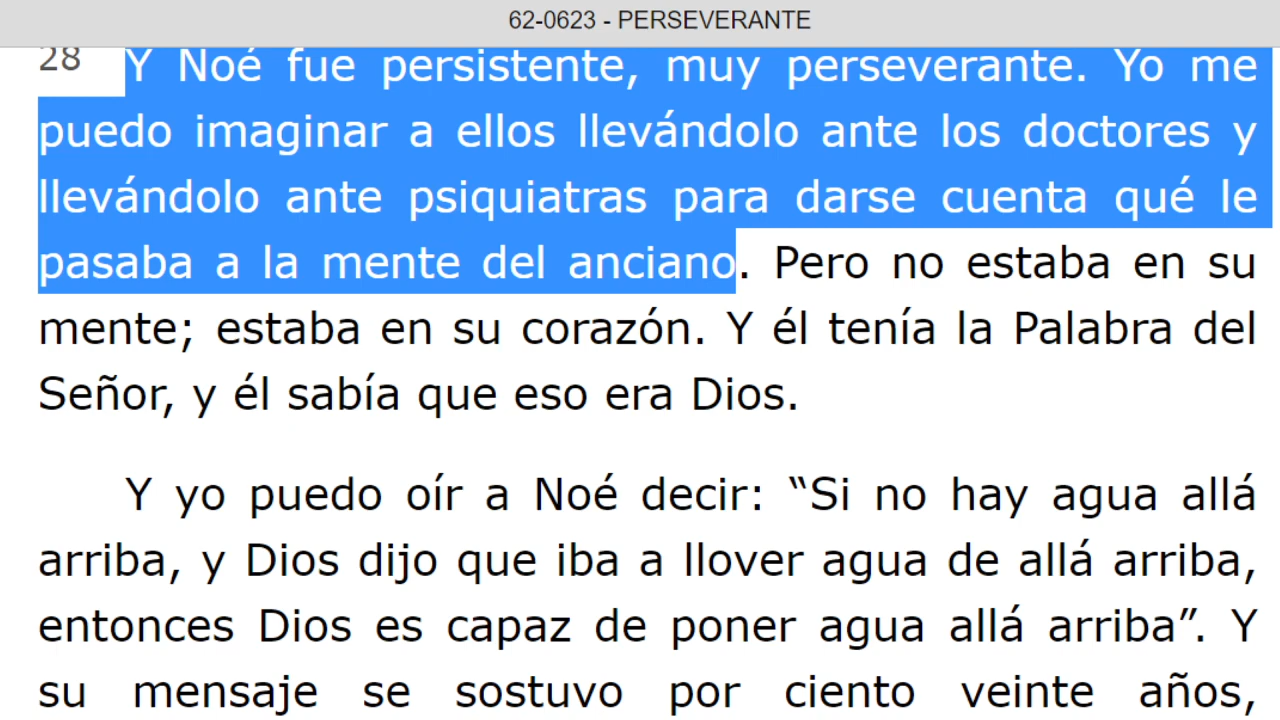 62-0623 - PERSEVERANTE
28 Y Noé fue persistente, muy perseverante. Yo me
puedo imaginar a ellos llevándolo ante los doctores y
llevándolo ante psiquiatras para darse cuenta qué le
pasaba a la mente del anciano. Pero no estaba en su
mente; estaba en su corazón. Y él tenía la Palabra del
Señor, y él sabía que eso era Dios.
Y yo puedo oír a Noé decir: “Si no hay agua allá
arriba, y Dios dijo que iba a llover agua de allá arriba,
entonces Dios es capaz de poner agua allá arriba”. Y
su mensaje se sostuvo por ciento veinte años,